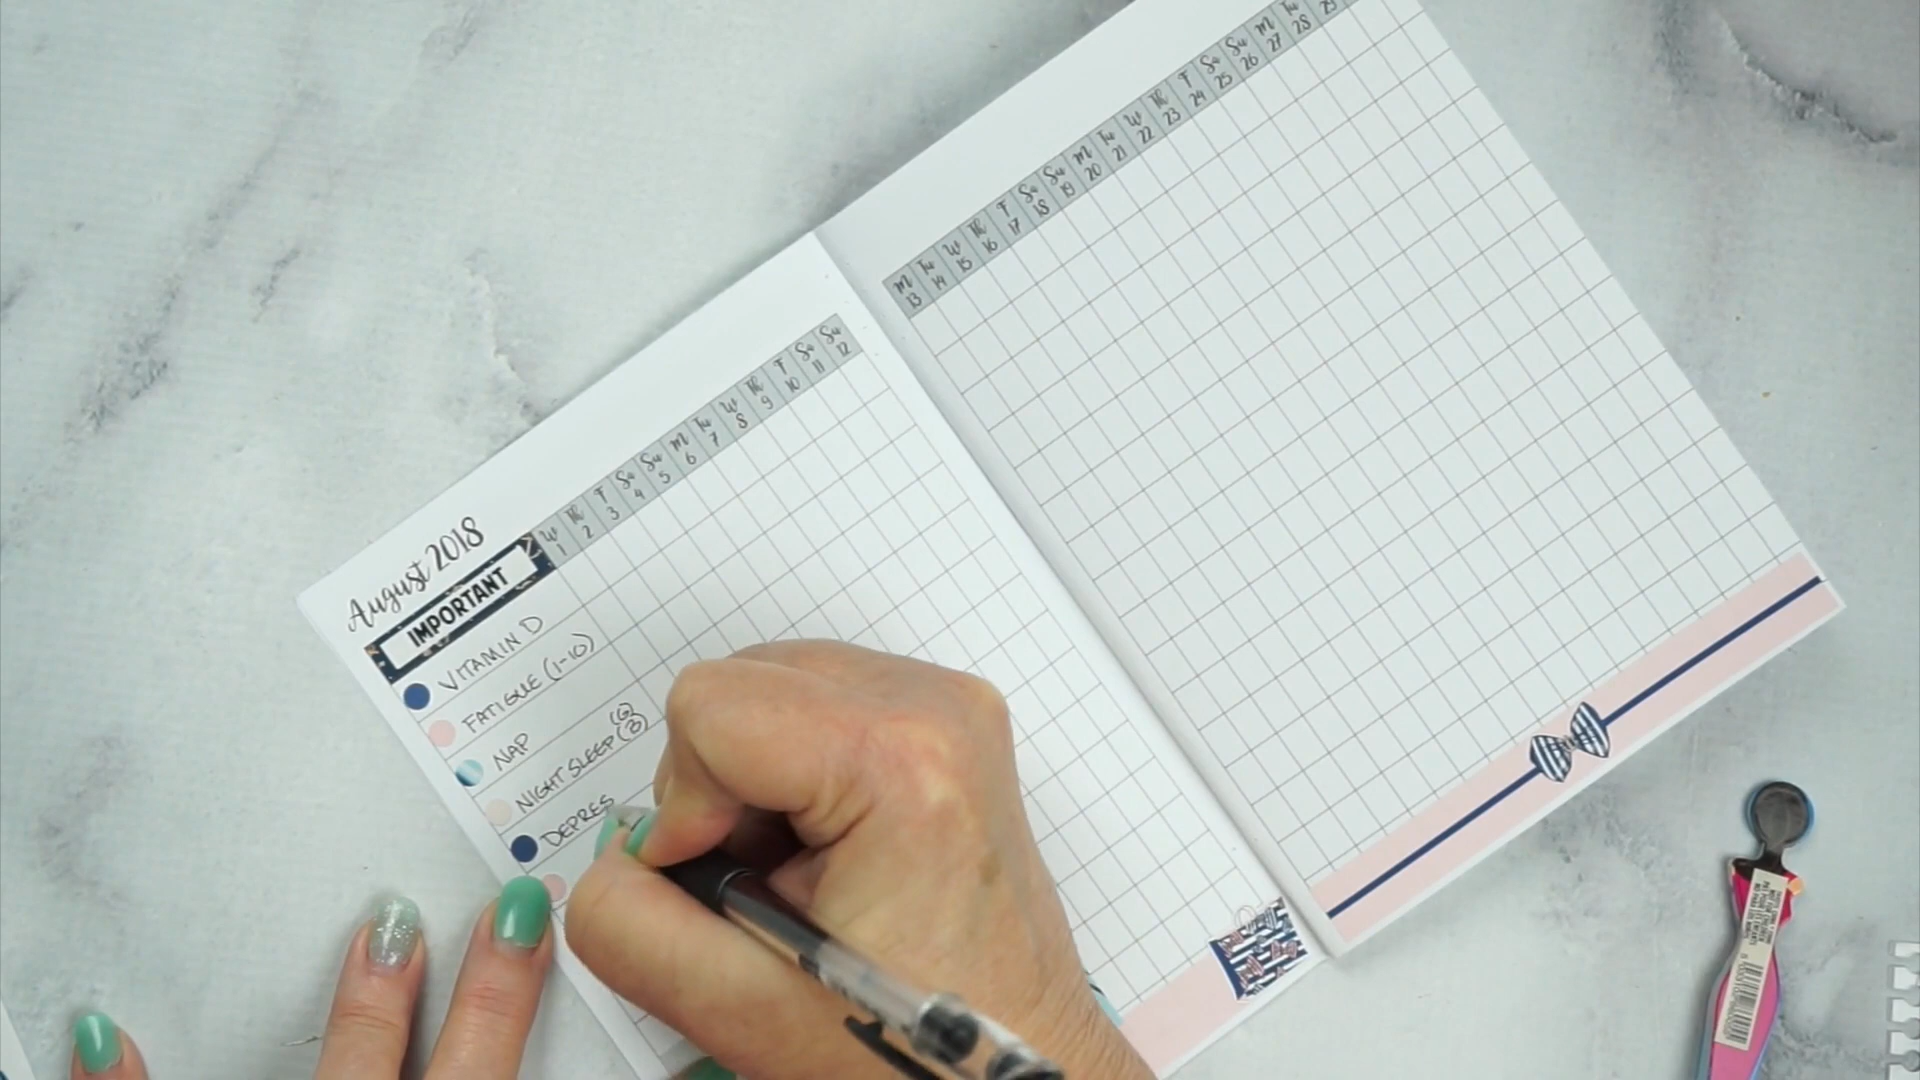 August 2018
IMPORTANT
W Th F Sa Su M Tu W Th F Sa Su
1 2 3 4 5 6 7 8 9 10 11 12
VITAMIN D
FATIGUE (1-10)
NAP
NIGHT SLEEP (G)
(B)
DEPRES
M Tu W Th F Sa Su M Tu W Th F Sa Su M Tu
13 14 15 16 17 18 19 20 21 22 23 24 25 26 27 28 29